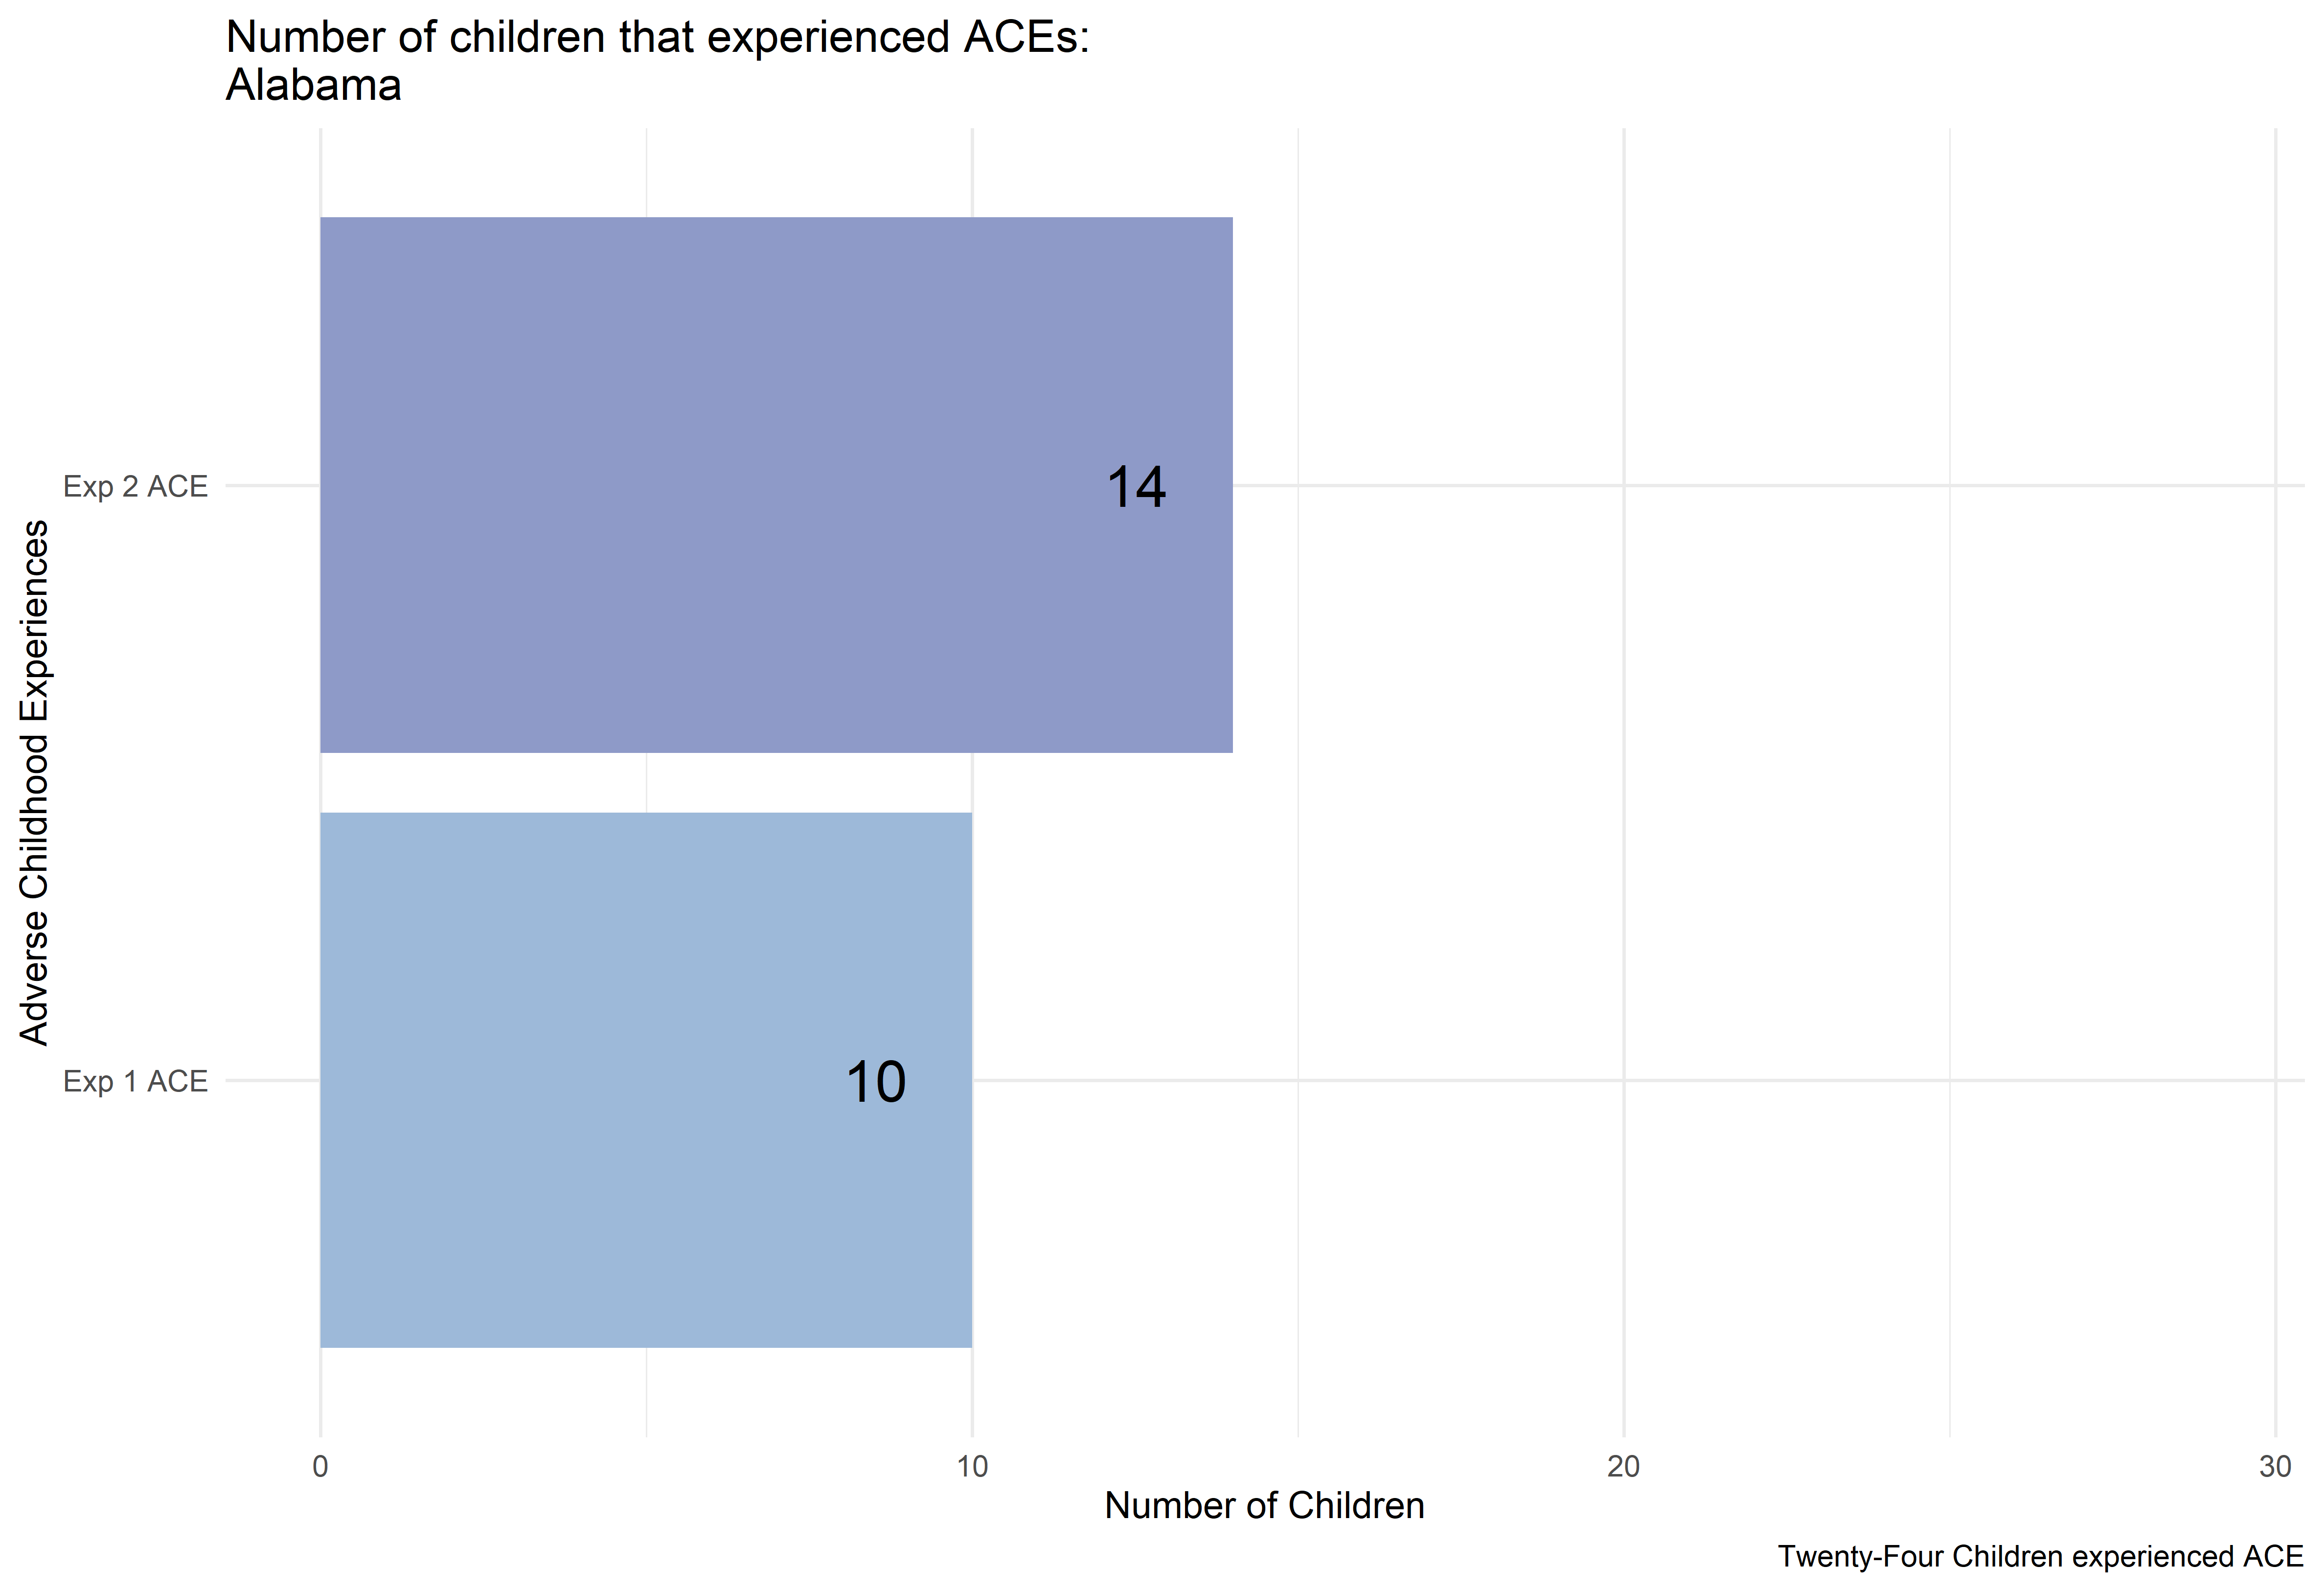 Number of children that experienced ACEs:
Alabama
Adverse Childhood Experiences
Exp 2 ACE
14
Exp 1 ACE
10
0
10
20
30
Number of Children
Twenty-Four Children experienced ACE